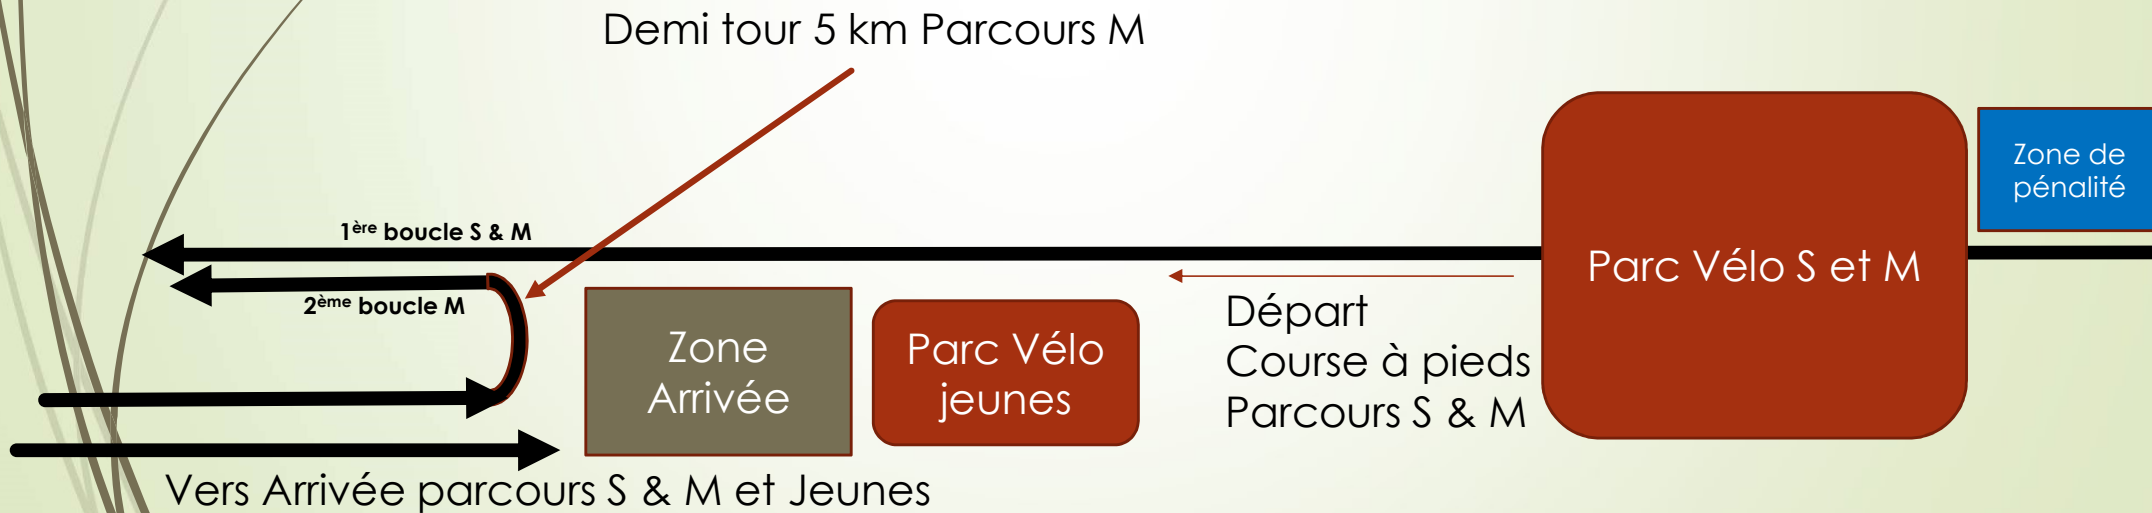 Demi tour 5 km Parcours M
Zone de
pénalité
1ère boucle S & M
Parc Vélo S et M
2ème boucle M
Départ
Course à pieds
Parcours S & M
Zone
Arrivée
Parc Vélo
jeunes
Vers Arrivée parcours S & M et Jeunes